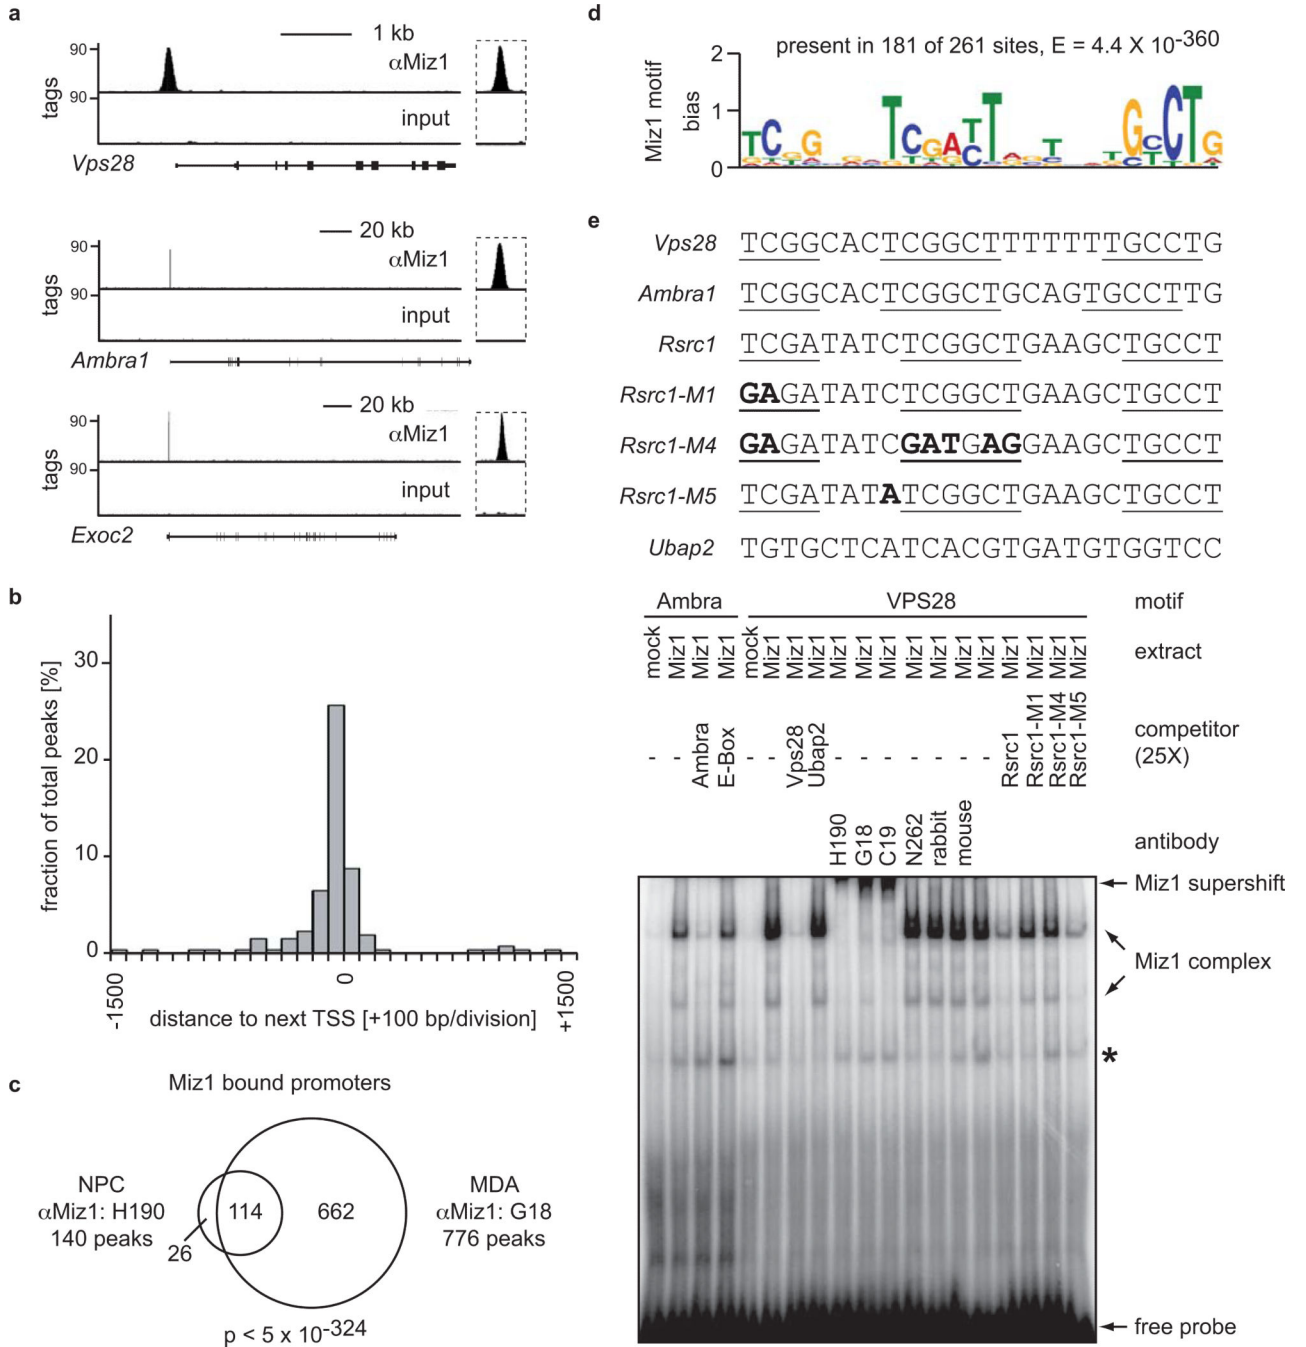 a
1 kb
90
αMiz1
tags
90
input
Vps28
20 kb
90
αMiz1
tags
90
input
Ambra1
20 kb
90
αMiz1
tags
90
input
Exoc2
b
fraction of total peaks [%]
30
20
10
0
-1500
0
+1500
distance to next TSS [+100 bp/division]
c
Miz1 bound promoters
NPC
αMiz1: H190
140 peaks
26
114
662
MDA
αMiz1: G18
776 peaks
p < 5 x 10-324
d
present in 181 of 261 sites, E = 4.4 X 10-360
Miz1 motif
bias
2
1
0
e
Vps28 TCGGCACTCGGCTTTTTTTGCCTG
Ambra1 TCGGCACTCGGCTGCAGTGCCTTG
Rsrc1 TCGATATCTCGGCTGAAGCTGCCT
Rsrc1-M1 GAGATATCTCGGCTGAAGCTGCCT
Rsrc1-M4 GAGATATCGATGAGGAAGCTGCCT
Rsrc1-M5 TCGATATATCGGCTGAAGCTGCCT
Ubap2 TGTGCTCATCACGTGATGTGGTCC
Ambra VPS28 motif
mock Miz1 Miz1 Miz1 mock Miz1 Miz1 Miz1 Miz1 Miz1 Miz1 Miz1 Miz1 Miz1 Miz1 Miz1 Miz1 Miz1 Miz1 extract
- - Ambra E-Box - - Vps28 Ubap2 - - - - - - - Rsrc1 Rsrc1-M1 Rsrc1-M4 Rsrc1-M5 competitor
(25X)
H190 G18 C19 N262 rabbit mouse antibody
Miz1 supershift
Miz1 complex
*
free probe